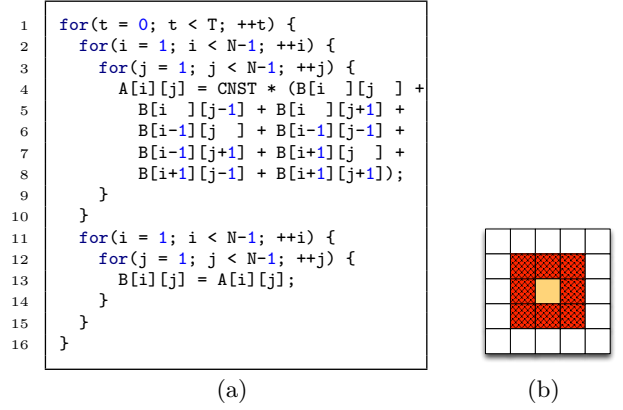 1 for(t = 0; t < T; ++t) {
2   for(i = 1; i < N-1; ++i) {
3     for(j = 1; j < N-1; ++j) {
4       A[i][j] = CNST * (B[i  ][j  ] +
5         B[i  ][j-1] + B[i  ][j+1] +
6         B[i-1][j  ] + B[i-1][j-1] +
7         B[i-1][j+1] + B[i+1][j  ] +
8         B[i+1][j-1] + B[i+1][j+1]);
9     }
10   }
11   for(i = 1; i < N-1; ++i) {
12     for(j = 1; j < N-1; ++j) {
13       B[i][j] = A[i][j];
14     }
15   }
16 }
(a) (b)